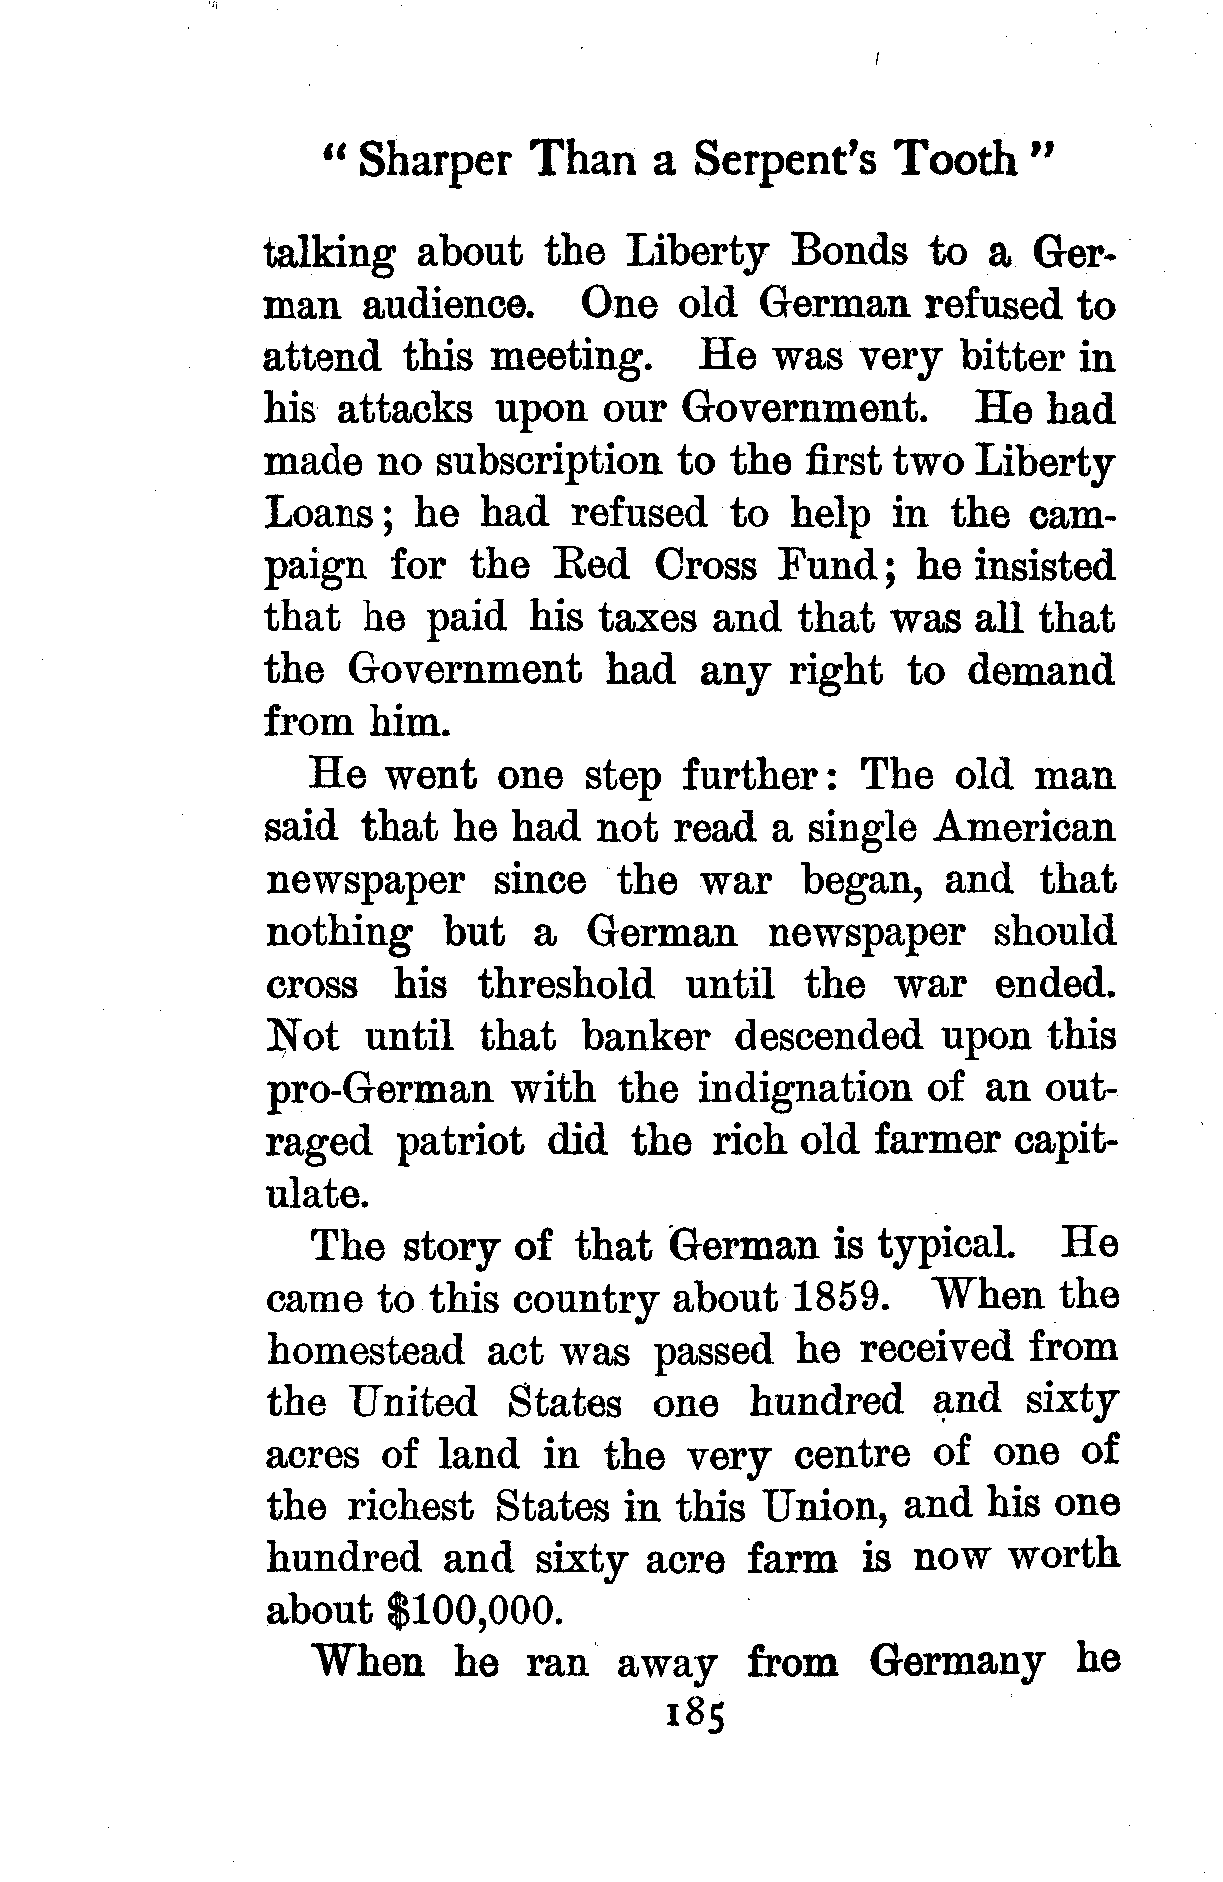 “ Sharper Than a Serpent's Tooth ”
talking about the Liberty Bonds to a Ger-
man audience. One old German refused to
attend this meeting. He was very bitter in
his attacks upon our Government. He had
made no subscription to the first two Liberty
Loans; he had refused to help in the cam-
paign for the Red Cross Fund; he insisted
that he paid his taxes and that was all that
the Government had any right to demand
from him.
He went one step further: The old man
said that he had not read a single American
newspaper since the war began, and that
nothing but a German newspaper should
cross his threshold until the war ended.
Not until that banker descended upon this
pro-German with the indignation of an out-
raged patriot did the rich old farmer capit-
ulate.
The story of that German is typical. He
came to this country about 1859. When the
homestead act was passed he received from
the United States one hundred and sixty
acres of land in the very centre of one of
the richest States in this Union, and his one
hundred and sixty acre farm is now worth
about $100,000.
When he ran away from Germany he
185